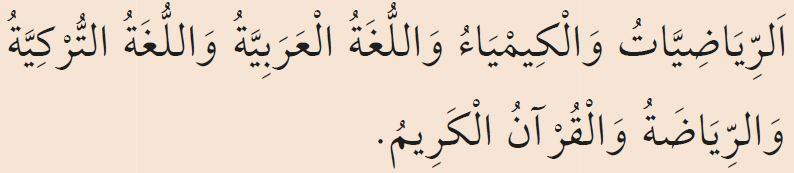 اَلرِّيَاضِيَّاتُ وَالْكِيمْيَاءُ وَاللُّغَةُ الْعَرَبِيَّةُ وَاللُّغَةُ التُّرْكِيَّةُ
وَالرِّيَاضَةُ وَالْقُرْآنُ الْكَرِيمُ.